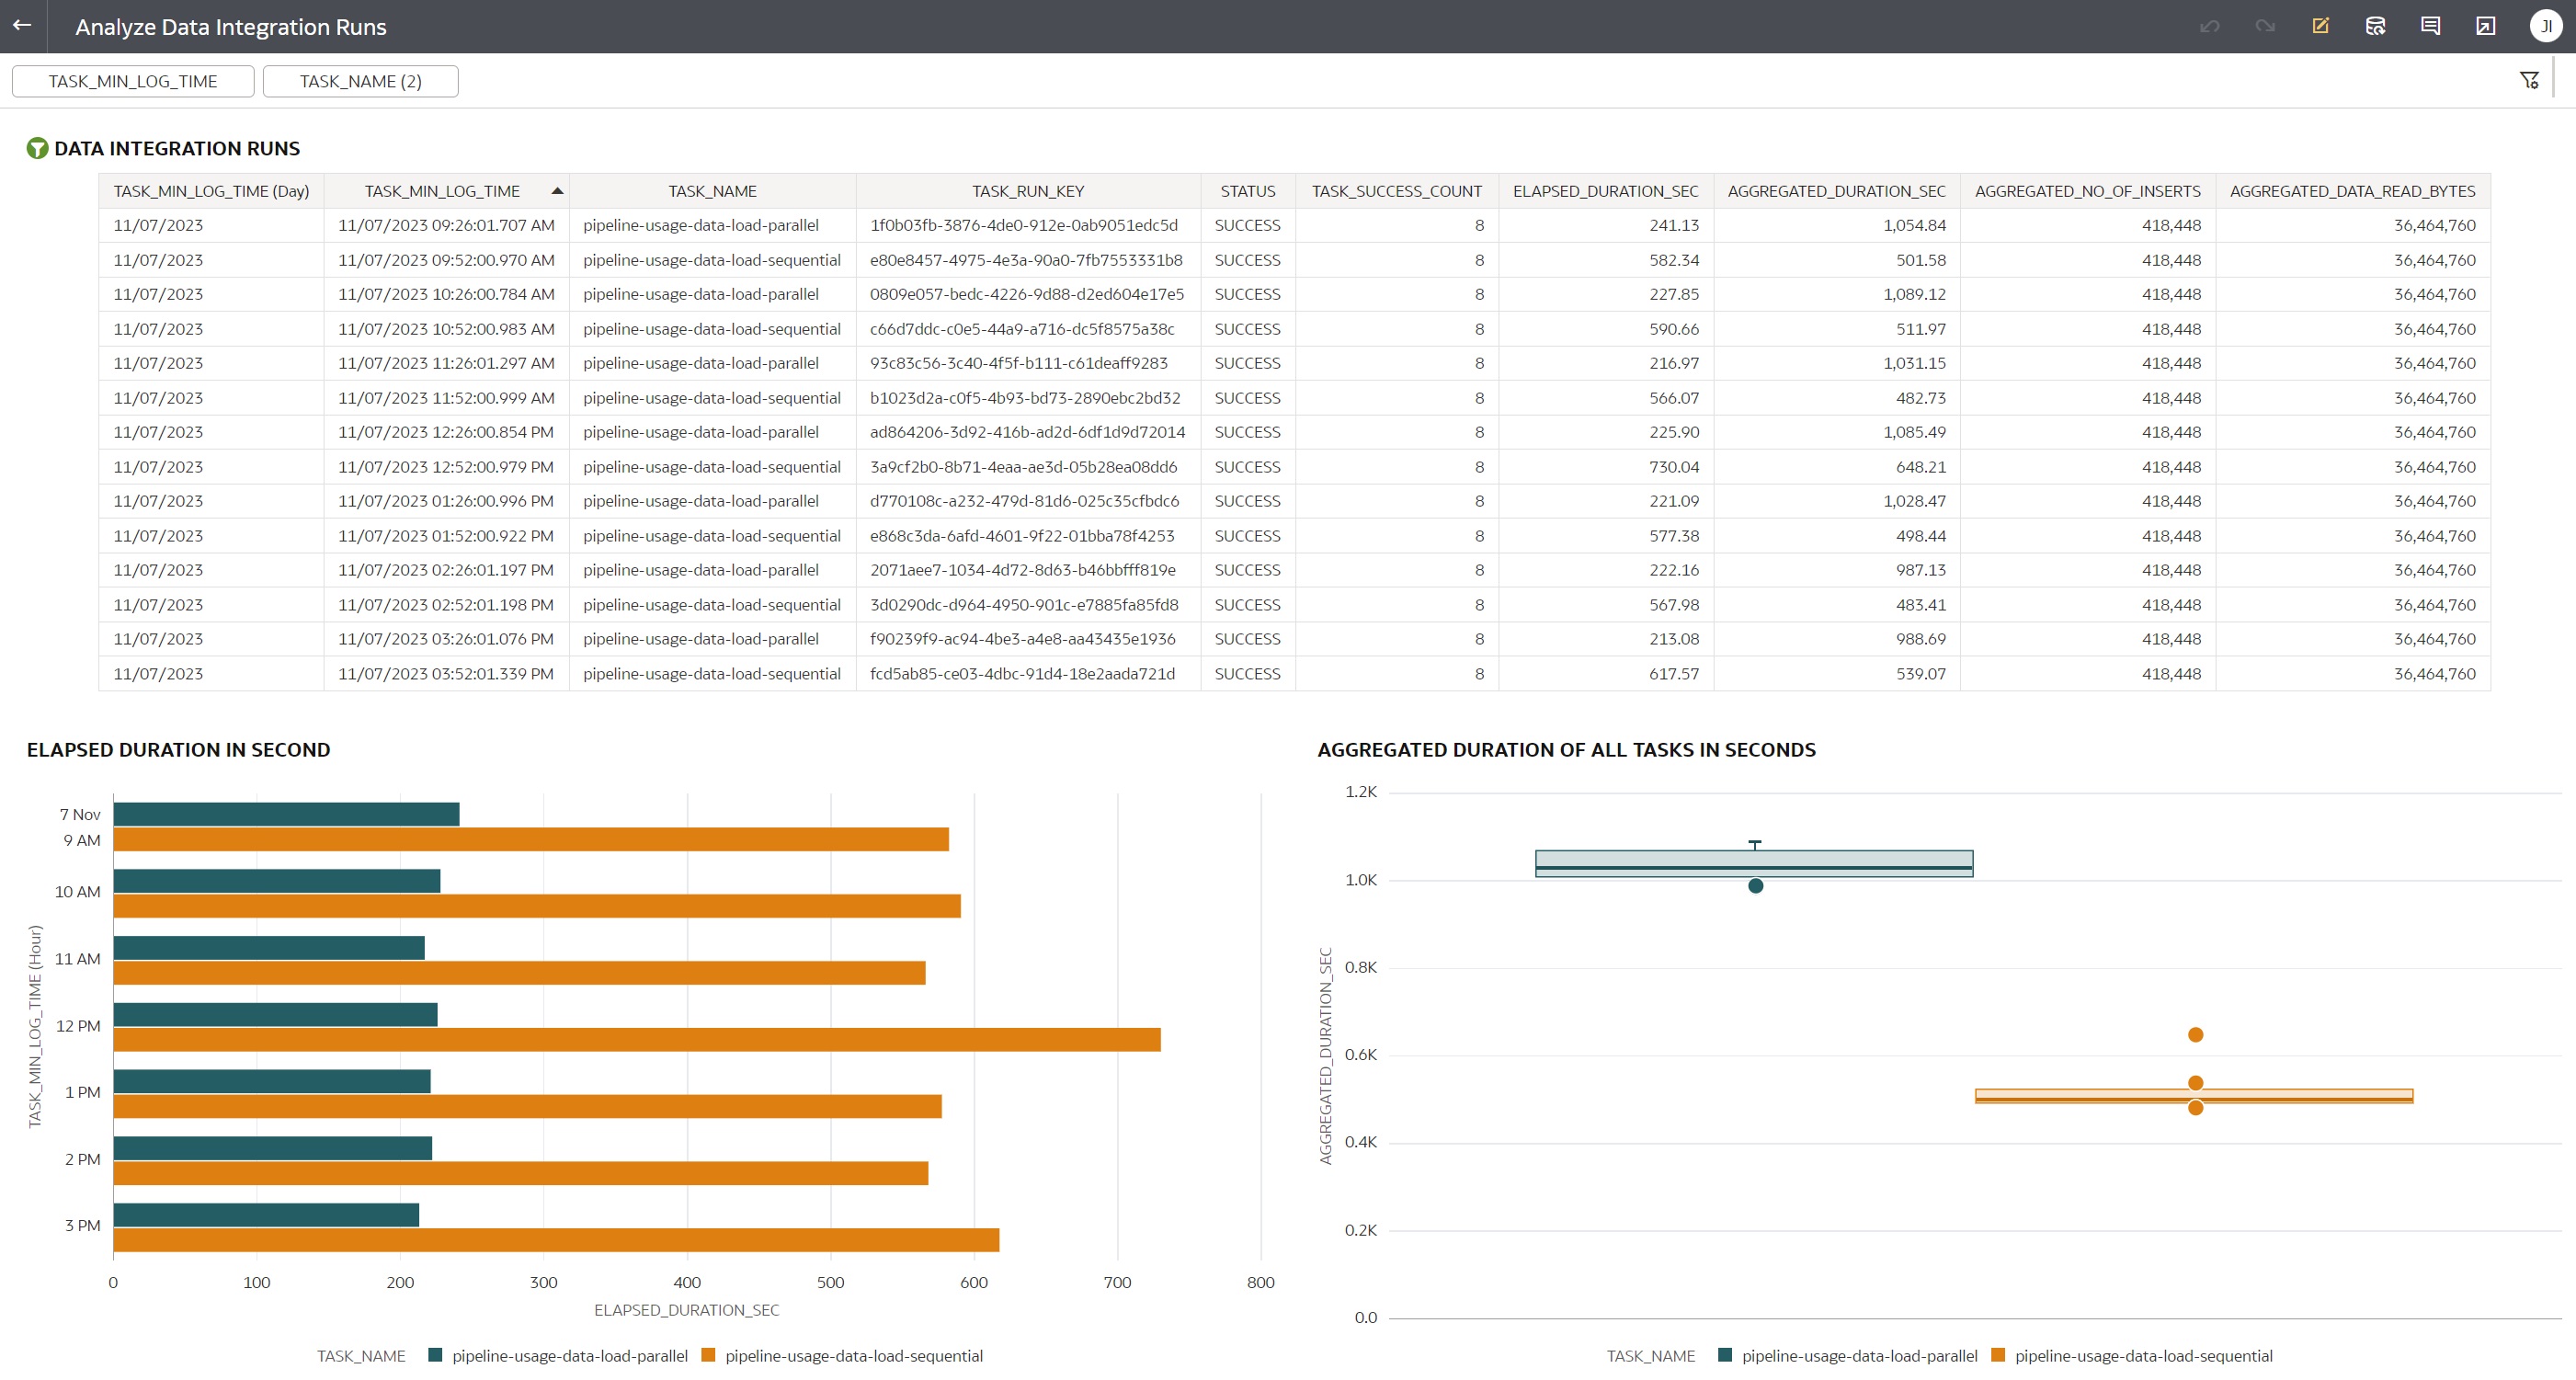 Analyze Data Integration Runs
JI
TASK_MIN_LOG_TIME TASK_NAME (2)
DATA INTEGRATION RUNS
TASK_MIN_LOG_TIME (Day) TASK_MIN_LOG_TIME TASK_NAME TASK_RUN_KEY STATUS TASK_SUCCESS_COUNT ELAPSED_DURATION_SEC AGGREGATED_DURATION_SEC AGGREGATED_NO_OF_INSERTS AGGREGATED_DATA_READ_BYTES
11/07/2023 11/07/2023 09:26:01.707 AM pipeline-usage-data-load-parallel 1f0b03fb-3876-4de0-912e-0ab9051edc5d SUCCESS 8 241.13 1,054.84 418,448 36,464,760
11/07/2023 11/07/2023 09:52:00.970 AM pipeline-usage-data-load-sequential e80e8457-4975-4e3a-90a0-7fb7553331b8 SUCCESS 8 582.34 501.58 418,448 36,464,760
11/07/2023 11/07/2023 10:26:00.784 AM pipeline-usage-data-load-parallel 0809e057-bedc-4226-9d88-d2ed604e17e5 SUCCESS 8 227.85 1,089.12 418,448 36,464,760
11/07/2023 11/07/2023 10:52:00.983 AM pipeline-usage-data-load-sequential c66d7ddc-c0e5-44a9-a716-dc5f8575a38c SUCCESS 8 590.66 511.97 418,448 36,464,760
11/07/2023 11/07/2023 11:26:01.297 AM pipeline-usage-data-load-parallel 93c83c56-3c40-4f5f-b111-c61deaff9283 SUCCESS 8 216.97 1,031.15 418,448 36,464,760
11/07/2023 11/07/2023 11:52:00.999 AM pipeline-usage-data-load-sequential b1023d2a-c0f5-4b93-bd73-2890ebc2bd32 SUCCESS 8 566.07 482.73 418,448 36,464,760
11/07/2023 11/07/2023 12:26:00.854 PM pipeline-usage-data-load-parallel ad864206-3d92-416b-ad2d-6df1d9d72014 SUCCESS 8 225.90 1,085.49 418,448 36,464,760
11/07/2023 11/07/2023 12:52:00.979 PM pipeline-usage-data-load-sequential 3a9cf2b0-8b71-4eaa-ae3d-05b28ea08dd6 SUCCESS 8 730.04 648.21 418,448 36,464,760
11/07/2023 11/07/2023 01:26:00.996 PM pipeline-usage-data-load-parallel d770108c-a232-479d-81d6-025c35cfbdc6 SUCCESS 8 221.09 1,028.47 418,448 36,464,760
11/07/2023 11/07/2023 01:52:00.922 PM pipeline-usage-data-load-sequential e868c3da-6afd-4601-9f22-01bba78f4253 SUCCESS 8 577.38 498.44 418,448 36,464,760
11/07/2023 11/07/2023 02:26:01.197 PM pipeline-usage-data-load-parallel 2071aee7-1034-4d72-8d63-b46bbfff819e SUCCESS 8 222.16 987.13 418,448 36,464,760
11/07/2023 11/07/2023 02:52:01.198 PM pipeline-usage-data-load-sequential 3d0290dc-d964-4950-901c-e7885fa85fd8 SUCCESS 8 567.98 483.41 418,448 36,464,760
11/07/2023 11/07/2023 03:26:01.076 PM pipeline-usage-data-load-parallel f90239f9-ac94-4be3-a4e8-aa43435e1936 SUCCESS 8 213.08 988.69 418,448 36,464,760
11/07/2023 11/07/2023 03:52:01.339 PM pipeline-usage-data-load-sequential fcd5ab85-ce03-4dbc-91d4-18e2aada721d SUCCESS 8 617.57 539.07 418,448 36,464,760
ELAPSED DURATION IN SECOND
TASK_MIN_LOG_TIME (Hour)
7 Nov
9 AM
10 AM
11 AM
12 PM
1 PM
2 PM
3 PM
0 100 200 300 400 500 600 700 800
ELAPSED_DURATION_SEC
TASK_NAME pipeline-usage-data-load-parallel pipeline-usage-data-load-sequential
AGGREGATED DURATION OF ALL TASKS IN SECONDS
AGGREGATED_DURATION_SEC
1.2K
1.0K
0.8K
0.6K
0.4K
0.2K
0.0
TASK_NAME pipeline-usage-data-load-parallel pipeline-usage-data-load-sequential